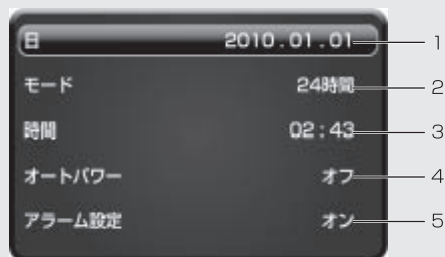 日 2010.01.01 1
モード 24時間 2
時間 02:43 3
オートパワー オフ 4
アラーム設定 オン 5